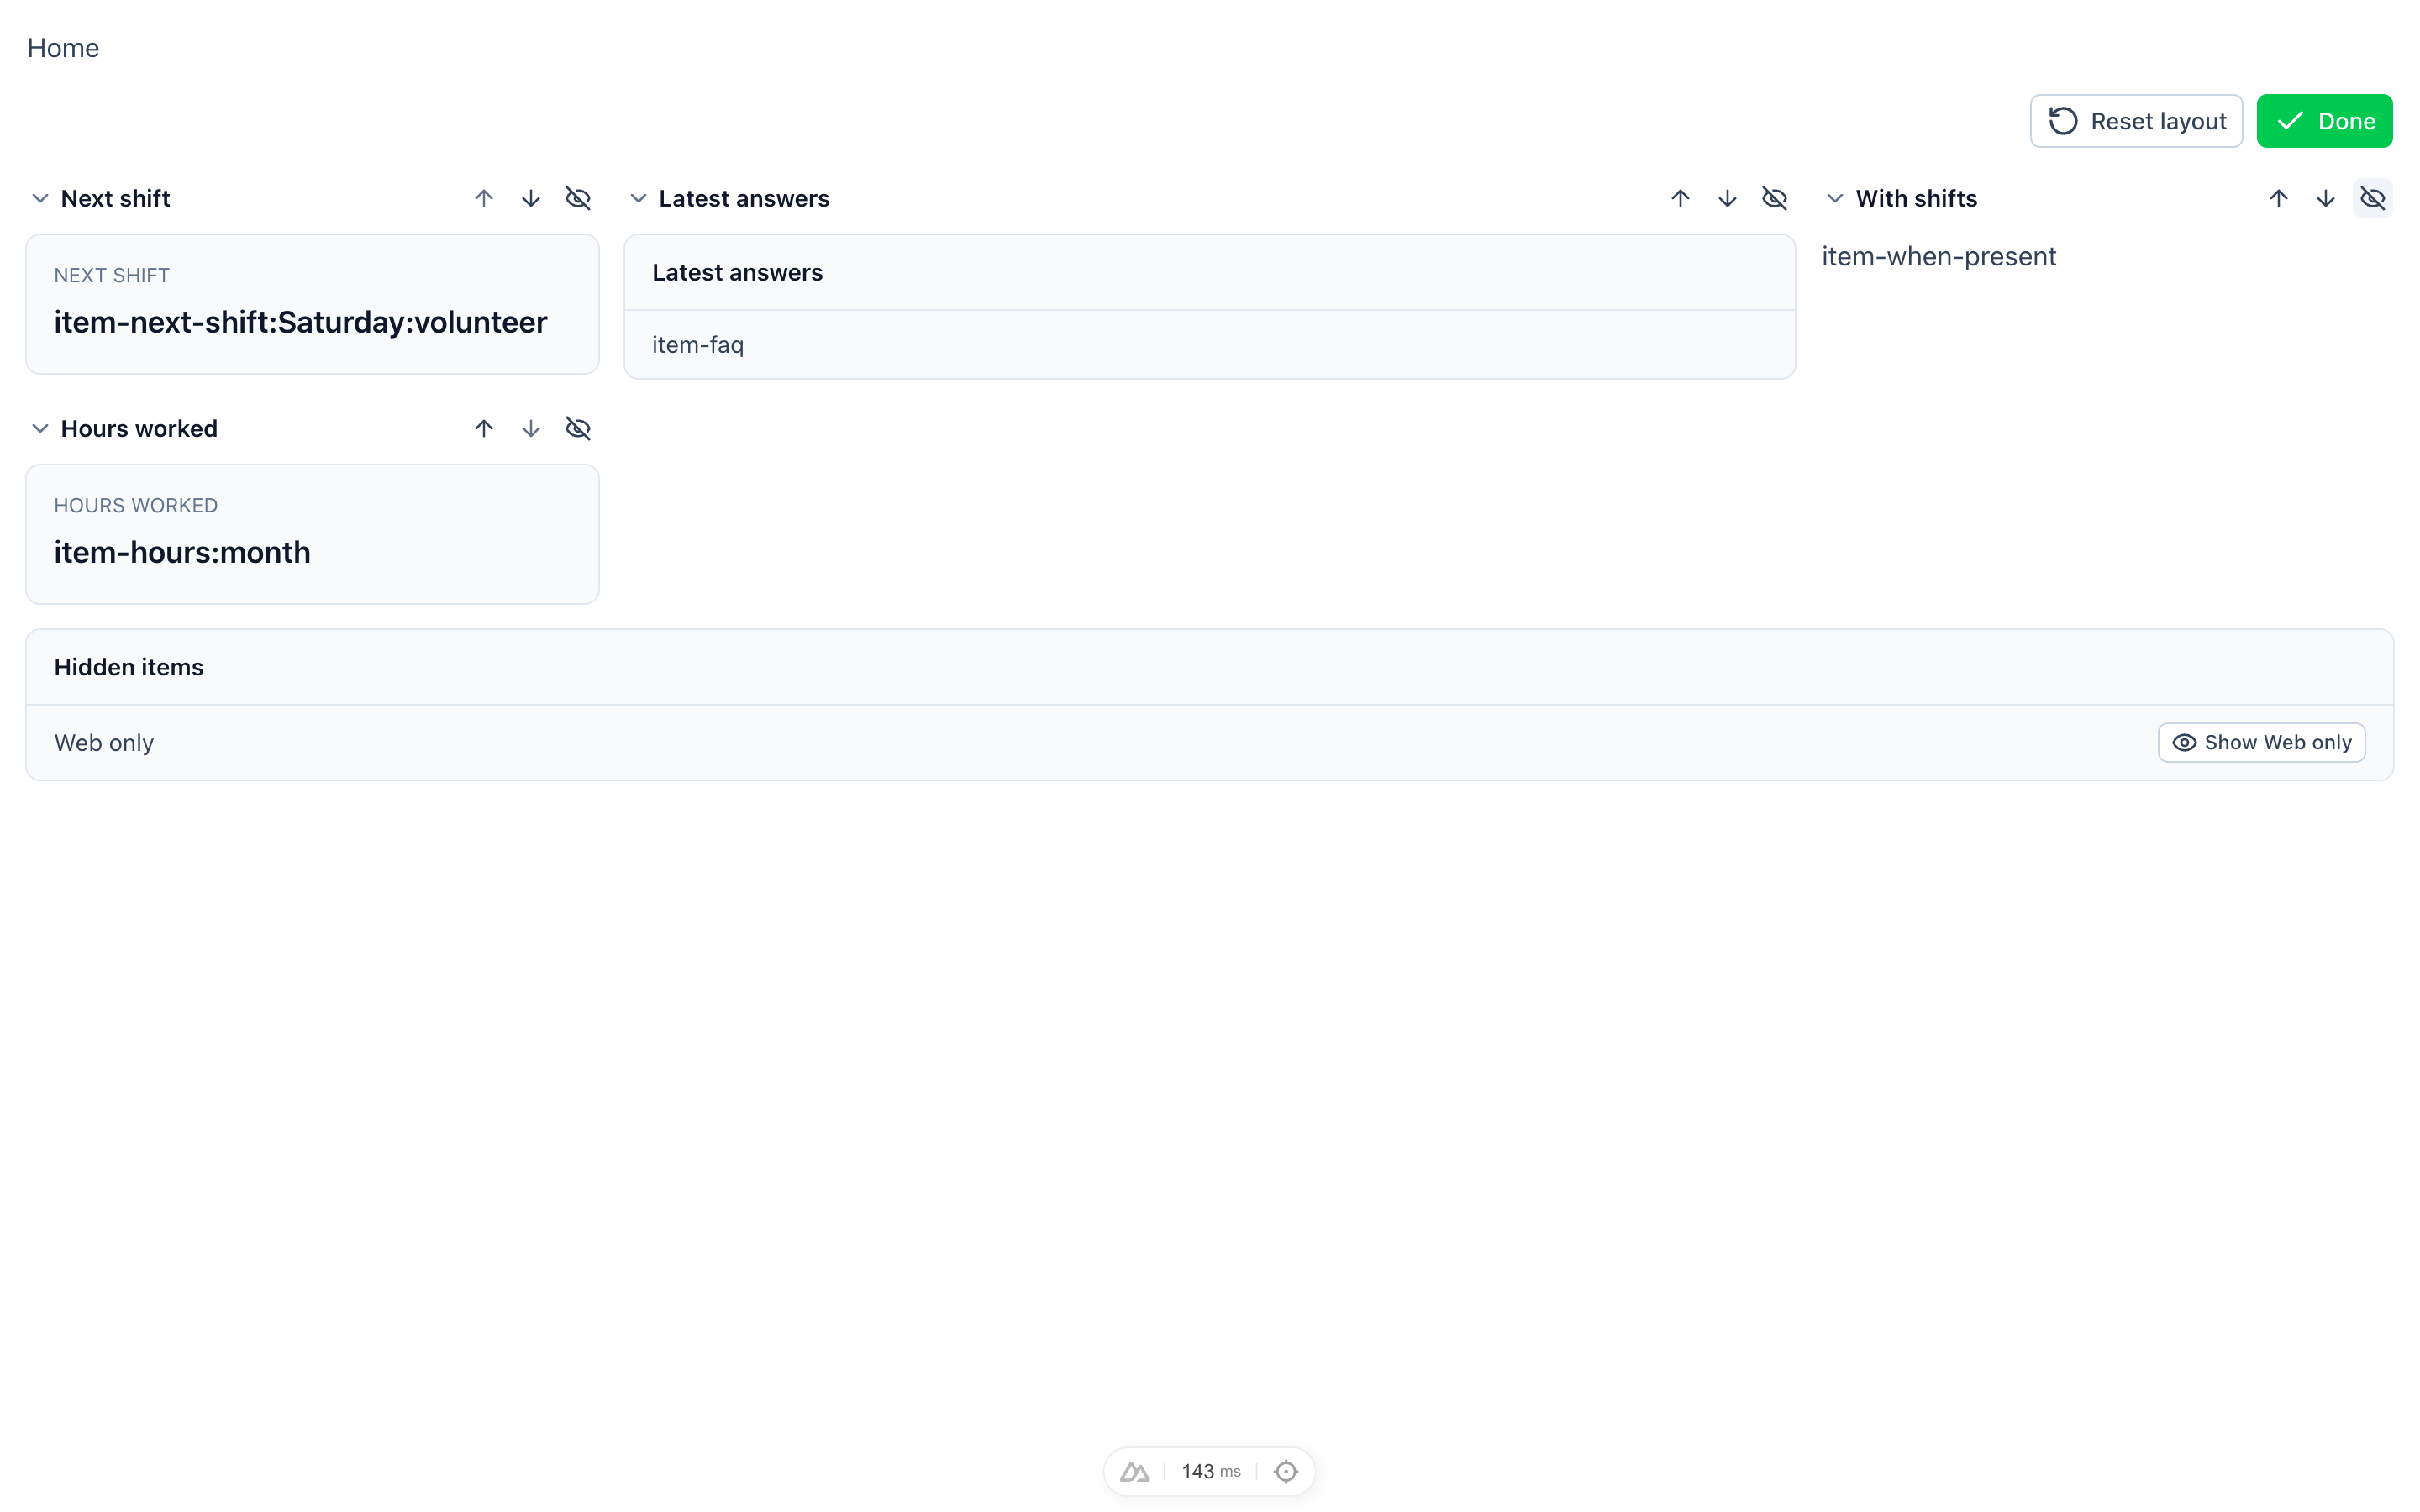 Home
Reset layout
Done
Next shift
Latest answers
With shifts
NEXT SHIFT
item-next-shift:Saturday:volunteer
Latest answers
item-faq
item-when-present
Hours worked
HOURS WORKED
item-hours:month
Hidden items
Web only
Show Web only
143 ms